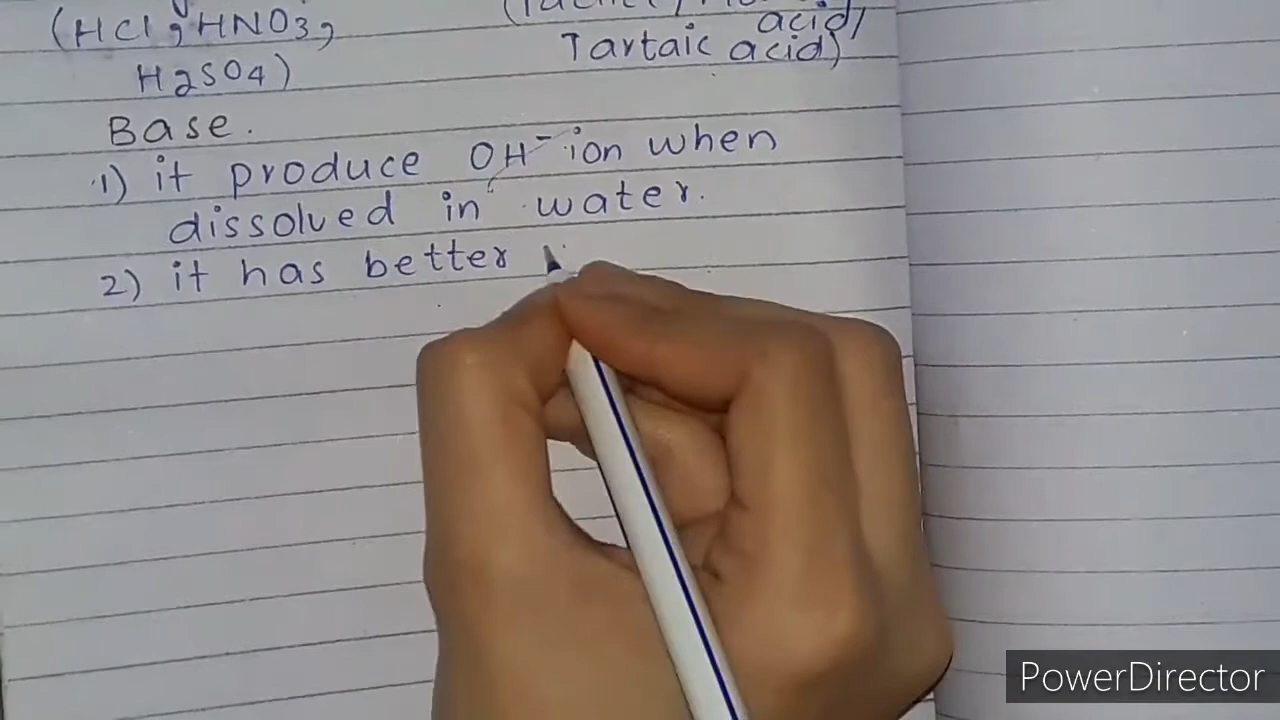 (HCl, HNO3,
H2SO4)
acid,
Tartaic acid)
Base.
1) it produce OH- ion when
dissolved in water.
2) it has better
PowerDirector